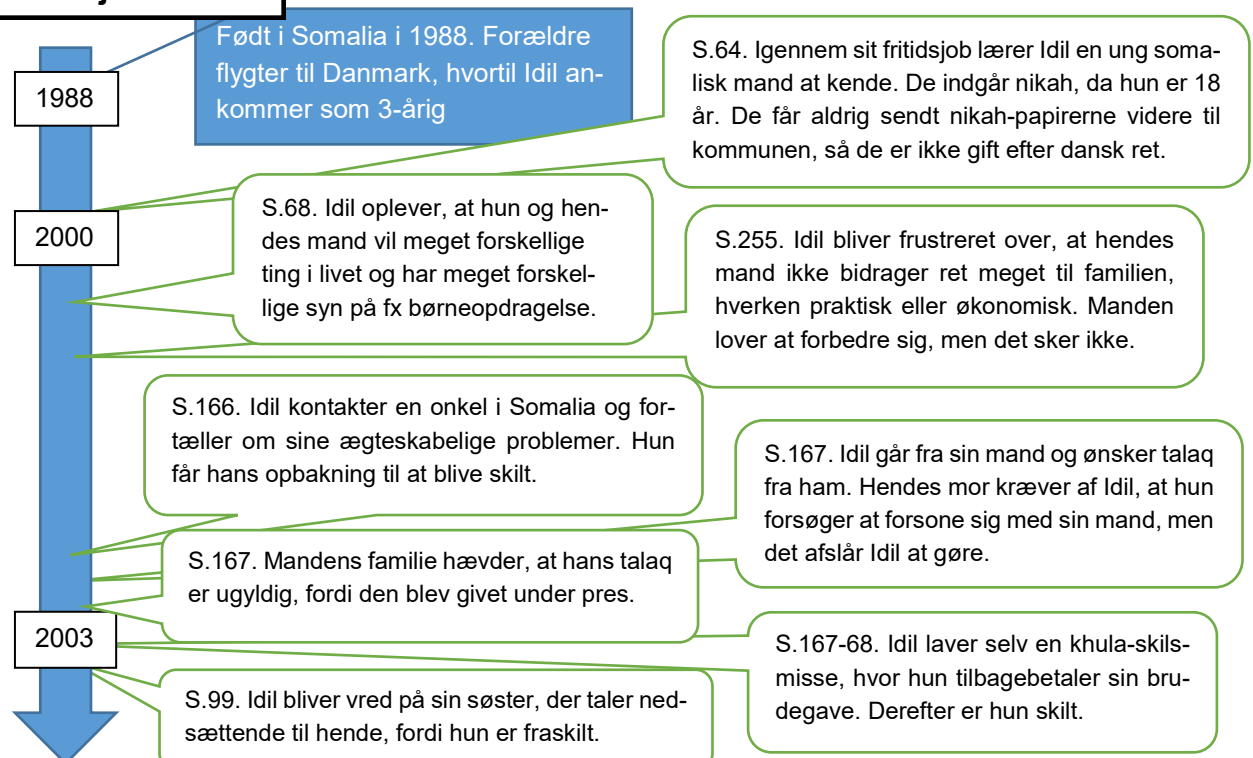 Født i Somalia i 1988. Forældre
flygter til Danmark, hvortil Idil an-
kommer som 3-årig
1988
S.64. Igennem sit fritidsjob lærer Idil en ung soma-
lisk mand at kende. De indgår nikah, da hun er 18
år. De får aldrig sendt nikah-papirerne videre til
kommunen, så de er ikke gift efter dansk ret.
2000
S.68. Idil oplever, at hun og hen-
des mand vil meget forskellige
ting i livet og har meget forskel-
lige syn på fx børneopdragelse.
S.255. Idil bliver frustreret over, at hendes
mand ikke bidrager ret meget til familien,
hverken praktisk eller økonomisk. Manden
lover at forbedre sig, men det sker ikke.
S.166. Idil kontakter en onkel i Somalia og for-
tæller om sine ægteskabelige problemer. Hun
får hans opbakning til at blive skilt.
S.167. Idil går fra sin mand og ønsker talaq
fra ham. Hendes mor kræver af Idil, at hun
forsøger at forsone sig med sin mand, men
det afslår Idil at gøre.
S.167. Mandens familie hævder, at hans talaq
er ugyldig, fordi den blev givet under pres.
2003
S.167-68. Idil laver selv en khula-skils-
misse, hvor hun tilbagebetaler sin bru-
degave. Derefter er hun skilt.
S.99. Idil bliver vred på sin søster, der taler ned-
sættende til hende, fordi hun er fraskilt.